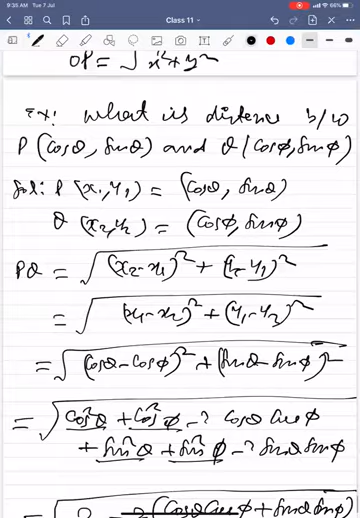 9:35 AM Tue 7 Jul
66%
Class 11
OP = √x²+y²
Ex: what is distance b/w
P (Cosθ, Sinθ) and Q (Cosϕ, Sinϕ)
Sol: P (x₁, y₁) = (Cosθ, Sinθ)
Q (x₂, y₂) = (Cosϕ, Sinϕ)
PQ = √(x₂-x₁)² + (y₂-y₁)²
= √(x₁-x₂)² + (y₁-y₂)²
= √(Cosθ-Cosϕ)² + (Sinθ-Sinϕ)²
= √Cos²θ + Cos²ϕ - 2 Cosθ Cosϕ
+ Sin²θ + Sin²ϕ - 2 Sinθ Sinϕ
= √2 - 2 (Cosθ Cosϕ + Sinθ Sinϕ)